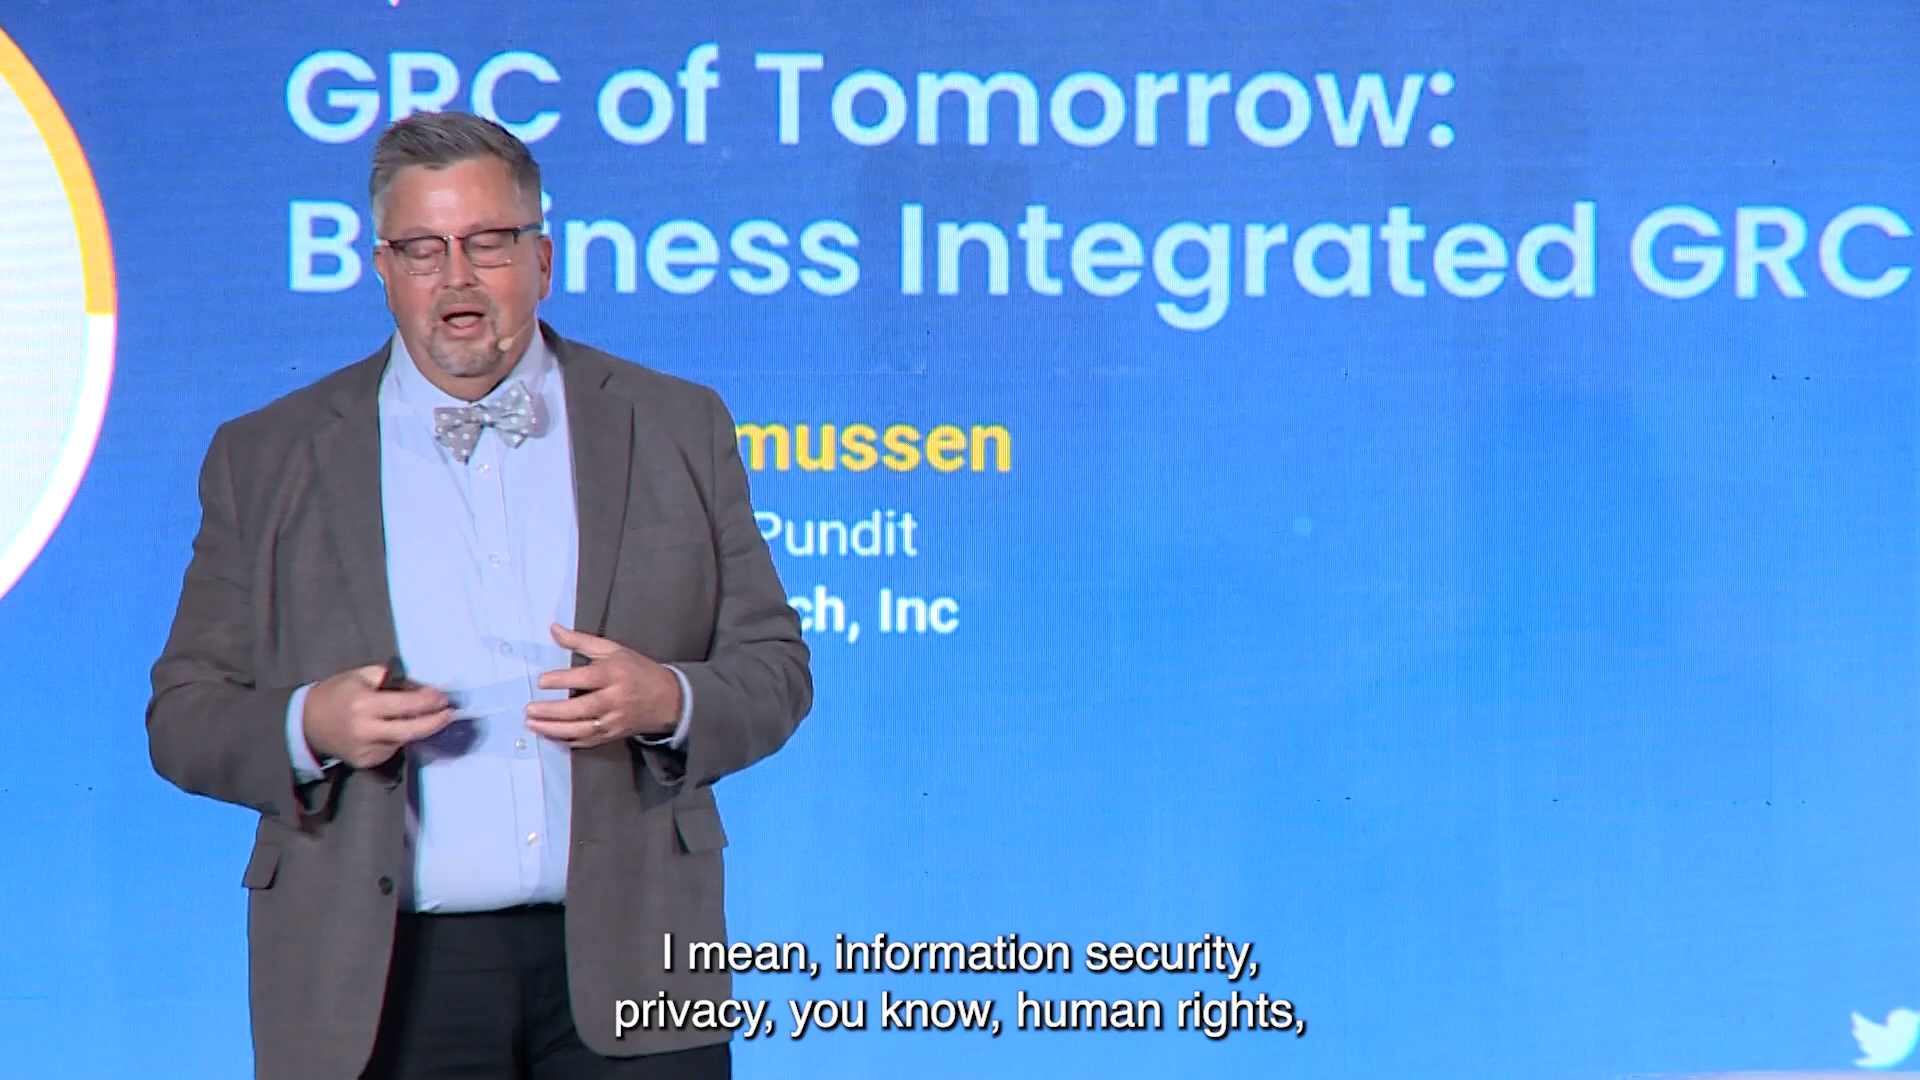 GRC of Tomorrow:
Business Integrated GRC
mussen
Pundit
ch, Inc
I mean, information security,
privacy, you know, human rights,